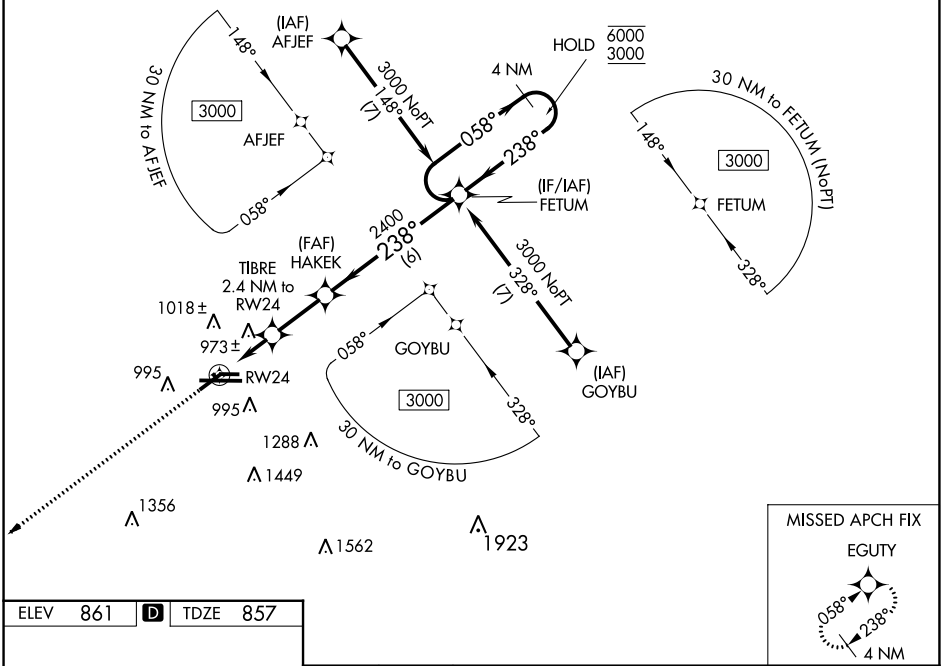 (IAF)
AFJEF
3000 NoPT
148°
(7)
HOLD
6000
3000
4 NM
058°
238°
148°
30 NM to AFJEF
3000
AFJEF
058°
30 NM to FETUM (NoPT)
148°
3000
FETUM
328°
(IF/IAF)
FETUM
2400
238°
(6)
(FAF)
HAKEK
TIBRE
2.4 NM to
RW24
3000 NoPT
328°
(7)
(IAF)
GOYBU
1018 ±
973 ±
995
RW24
995
058°
GOYBU
3000
328°
30 NM to GOYBU
1288
1449
1356
1562
1923
MISSED APCH FIX
EGUTY
058°
238°
4 NM
ELEV 861 D TDZE 857